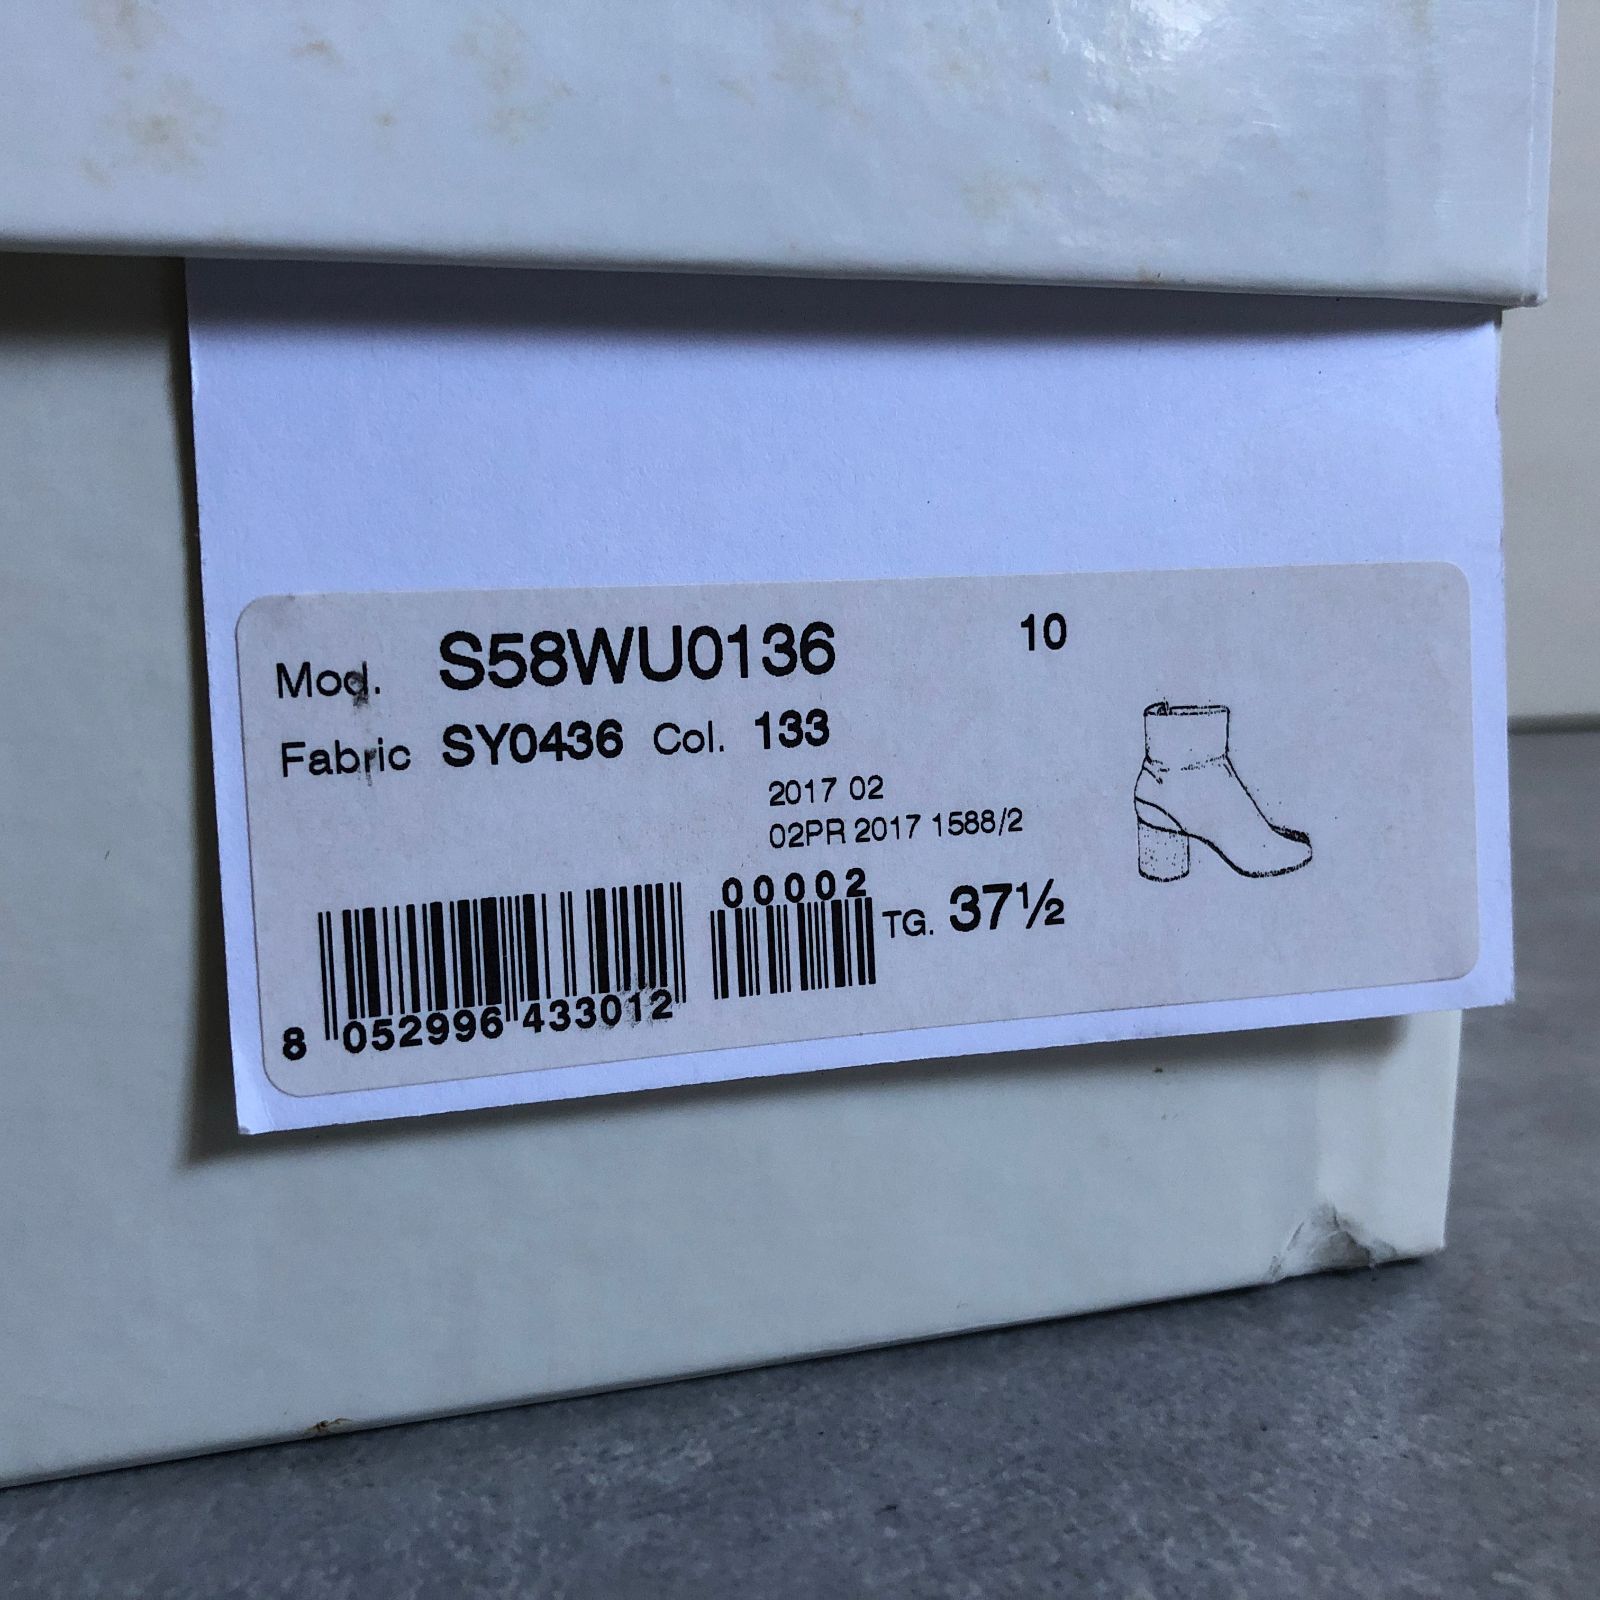 Mod. S58WU0136 10
Fabric SY0436 Col. 133
2017 02
02PR 2017 1588/2
00002
TG. 37½
8 052996 433012